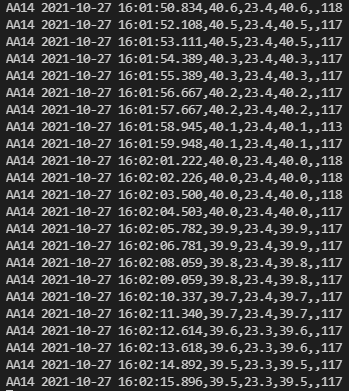 AA14 2021-10-27 16:01:50.834,40.6,23.4,40.6,,118
AA14 2021-10-27 16:01:52.108,40.5,23.4,40.5,,117
AA14 2021-10-27 16:01:53.111,40.5,23.4,40.5,,117
AA14 2021-10-27 16:01:54.389,40.3,23.4,40.3,,117
AA14 2021-10-27 16:01:55.389,40.3,23.4,40.3,,117
AA14 2021-10-27 16:01:56.667,40.2,23.4,40.2,,117
AA14 2021-10-27 16:01:57.667,40.2,23.4,40.2,,117
AA14 2021-10-27 16:01:58.945,40.1,23.4,40.1,,113
AA14 2021-10-27 16:01:59.948,40.1,23.4,40.1,,117
AA14 2021-10-27 16:02:01.222,40.0,23.4,40.0,,118
AA14 2021-10-27 16:02:02.226,40.0,23.4,40.0,,118
AA14 2021-10-27 16:02:03.500,40.0,23.4,40.0,,118
AA14 2021-10-27 16:02:04.503,40.0,23.4,40.0,,117
AA14 2021-10-27 16:02:05.782,39.9,23.4,39.9,,117
AA14 2021-10-27 16:02:06.781,39.9,23.4,39.9,,117
AA14 2021-10-27 16:02:08.059,39.8,23.4,39.8,,117
AA14 2021-10-27 16:02:09.059,39.8,23.4,39.8,,117
AA14 2021-10-27 16:02:10.337,39.7,23.4,39.7,,117
AA14 2021-10-27 16:02:11.340,39.7,23.4,39.7,,117
AA14 2021-10-27 16:02:12.614,39.6,23.3,39.6,,117
AA14 2021-10-27 16:02:13.618,39.6,23.3,39.6,,117
AA14 2021-10-27 16:02:14.892,39.5,23.3,39.5,,117
AA14 2021-10-27 16:02:15.896,39.5,23.3,39.5,,117